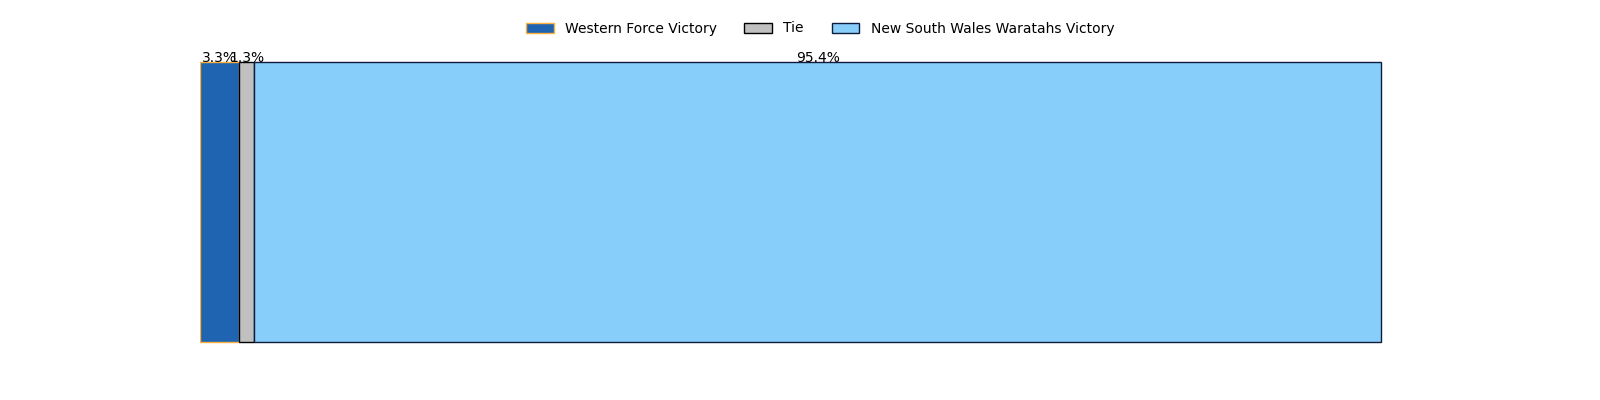 Western Force Victory Tie New South Wales Waratahs Victory
3.3% 1.3% 95.4%